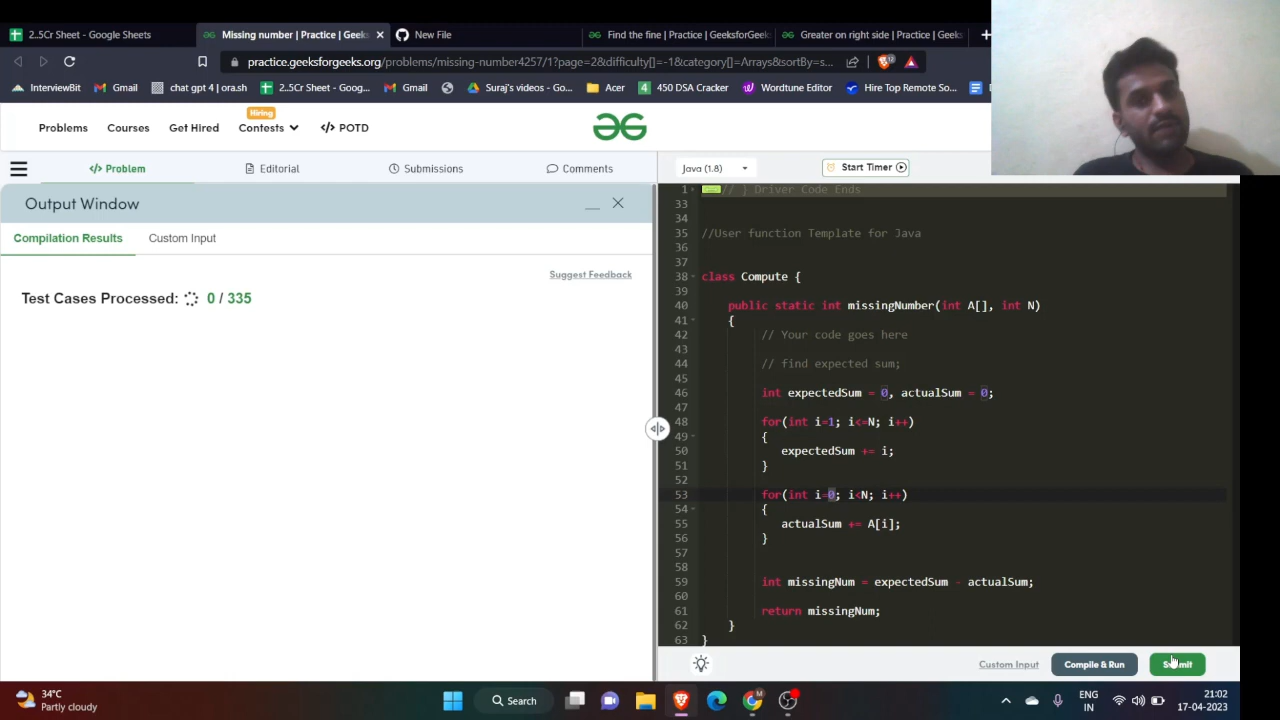 2..5Cr Sheet - Google Sheets
Missing number | Practice | Geeks
New File
Find the fine | Practice | GeeksforGeek
Greater on right side | Practice | Geeks
practice.geeksforgeeks.org/problems/missing-number4257/1?page=2&difficulty[]=-1&category[]=Arrays&sortBy=s...
InterviewBit
Gmail
chat gpt 4 | ora.sh
2..5Cr Sheet - Goog...
Gmail
Suraj's videos - Go...
Acer
450 DSA Cracker
Wordtune Editor
Hire Top Remote So...
Problems
Courses
Get Hired
Hiring
Contests
</> POTD
</> Problem
Editorial
Submissions
Comments
Java (1.8)
Start Timer
Output Window
Compilation Results
Custom Input
Suggest Feedback
Test Cases Processed: 0 / 335
1 // } Driver Code Ends
33
34
35 //User function Template for Java
36
37
38 class Compute {
39
40 public static int missingNumber(int A[], int N)
41 {
42 // Your code goes here
43
44 // find expected sum;
45
46 int expectedSum = 0, actualSum = 0;
47
48 for(int i=1; i<=N; i++)
49 {
50 expectedSum += i;
51 }
52
53 for(int i=0; i<N; i++)
54 {
55 actualSum += A[i];
56 }
57
58
59 int missingNum = expectedSum - actualSum;
60
61 return missingNum;
62 }
63 }
Custom Input
Compile & Run
Submit
34°C
Partly cloudy
Search
ENG
IN
21:02
17-04-2023